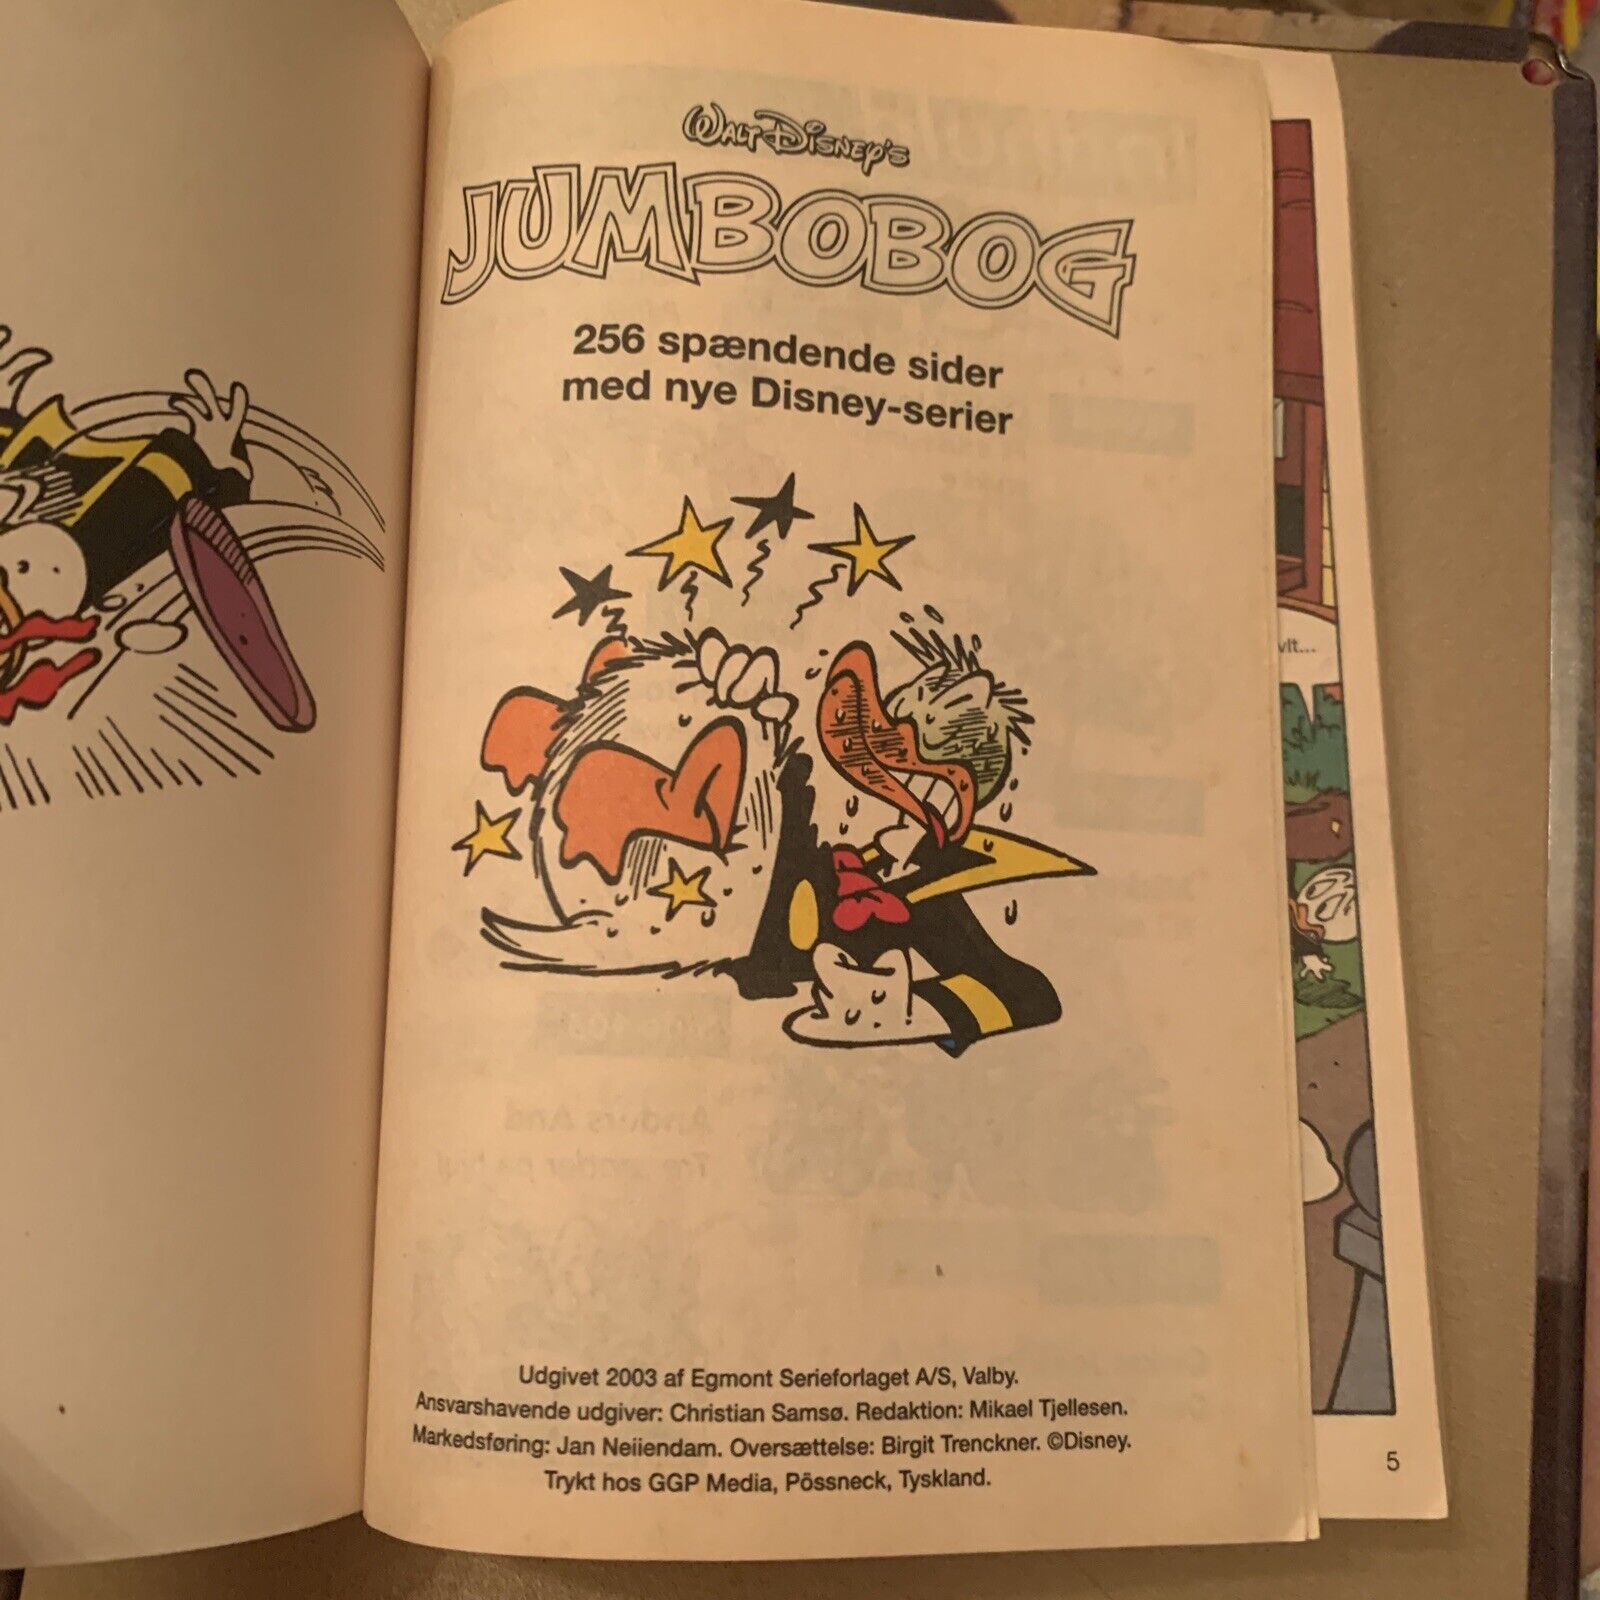 WALT DISNEY'S
JUMBOBOG
256 spændende sider
med nye Disney-serier
Udgivet 2003 af Egmont Serieforlaget A/S, Valby.
Ansvarshavende udgiver: Christian Samsø. Redaktion: Mikael Tjellesen.
Markedsføring: Jan Neiiendam. Oversættelse: Birgit Trenckner. ©Disney.
Trykt hos GGP Media, Pössneck, Tyskland.
5